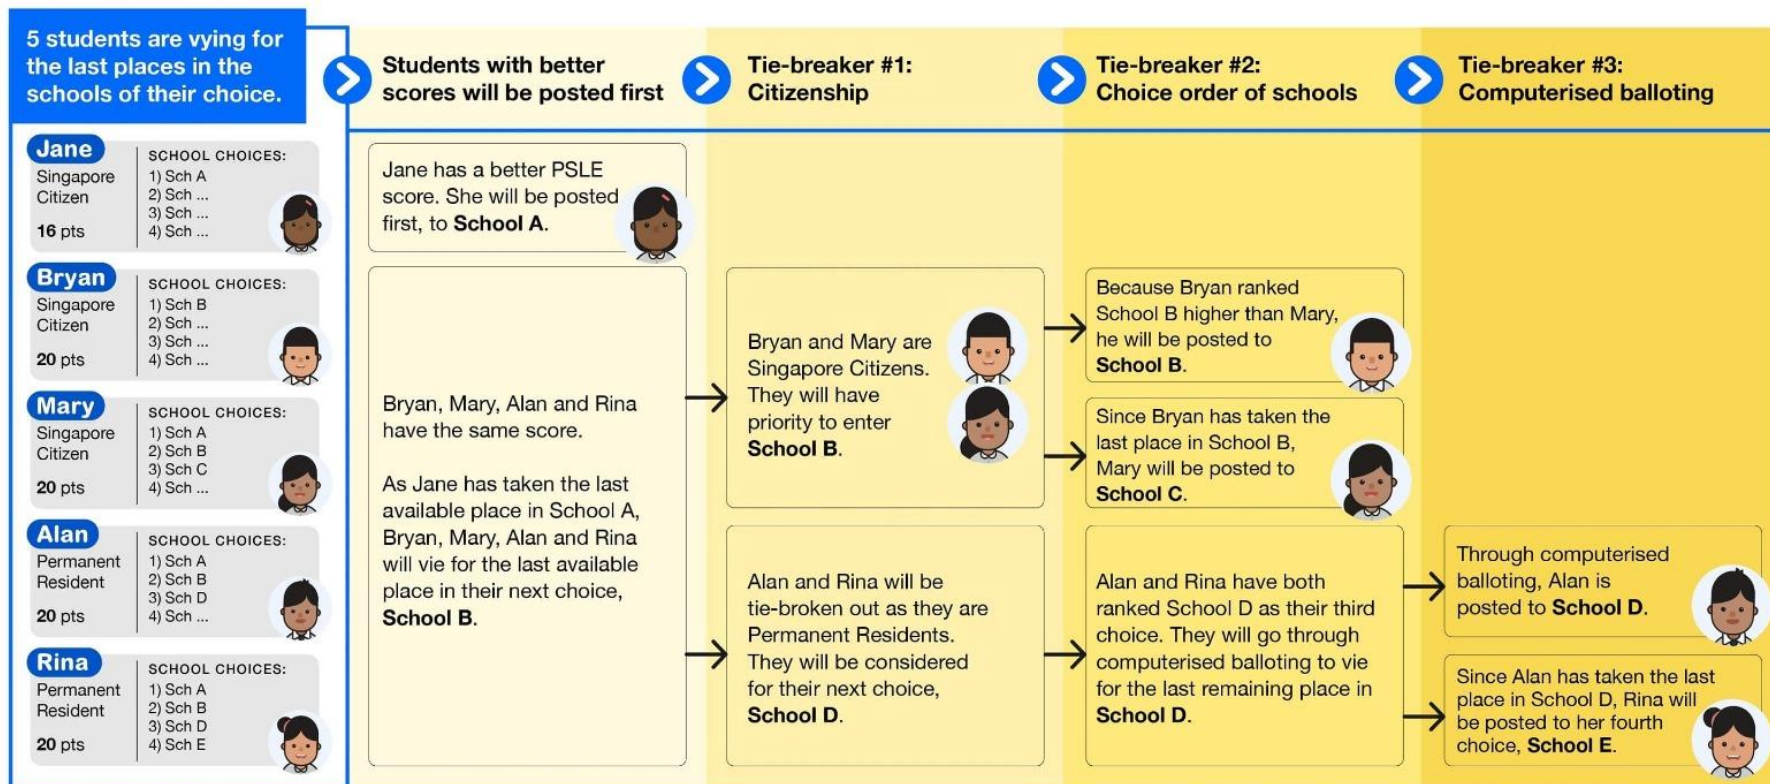 5 students are vying for
the last places in the
schools of their choice.
Students with better
scores will be posted first
Tie-breaker #1:
Citizenship
Tie-breaker #2:
Choice order of schools
Tie-breaker #3:
Computerised balloting
Jane
Singapore
Citizen
16 pts
SCHOOL CHOICES:
1) Sch A
2) Sch ...
3) Sch ...
4) Sch ...
Bryan
Singapore
Citizen
20 pts
SCHOOL CHOICES:
1) Sch B
2) Sch ...
3) Sch ...
4) Sch ...
Mary
Singapore
Citizen
20 pts
SCHOOL CHOICES:
1) Sch A
2) Sch B
3) Sch C
4) Sch ...
Alan
Permanent
Resident
20 pts
SCHOOL CHOICES:
1) Sch A
2) Sch B
3) Sch D
4) Sch ...
Rina
Permanent
Resident
20 pts
SCHOOL CHOICES:
1) Sch A
2) Sch B
3) Sch D
4) Sch E
Jane has a better PSLE
score. She will be posted
first, to School A.
Bryan, Mary, Alan and Rina
have the same score.
As Jane has taken the last
available place in School A,
Bryan, Mary, Alan and Rina
will vie for the last available
place in their next choice,
School B.
Bryan and Mary are
Singapore Citizens.
They will have
priority to enter
School B.
Alan and Rina will be
tie-broken out as they are
Permanent Residents.
They will be considered
for their next choice,
School D.
Because Bryan ranked
School B higher than Mary,
he will be posted to
School B.
Since Bryan has taken the
last place in School B,
Mary will be posted to
School C.
Alan and Rina have both
ranked School D as their third
choice. They will go through
computerised balloting to vie
for the last remaining place in
School D.
Through computerised
balloting, Alan is
posted to School D.
Since Alan has taken the last
place in School D, Rina will
be posted to her fourth
choice, School E.